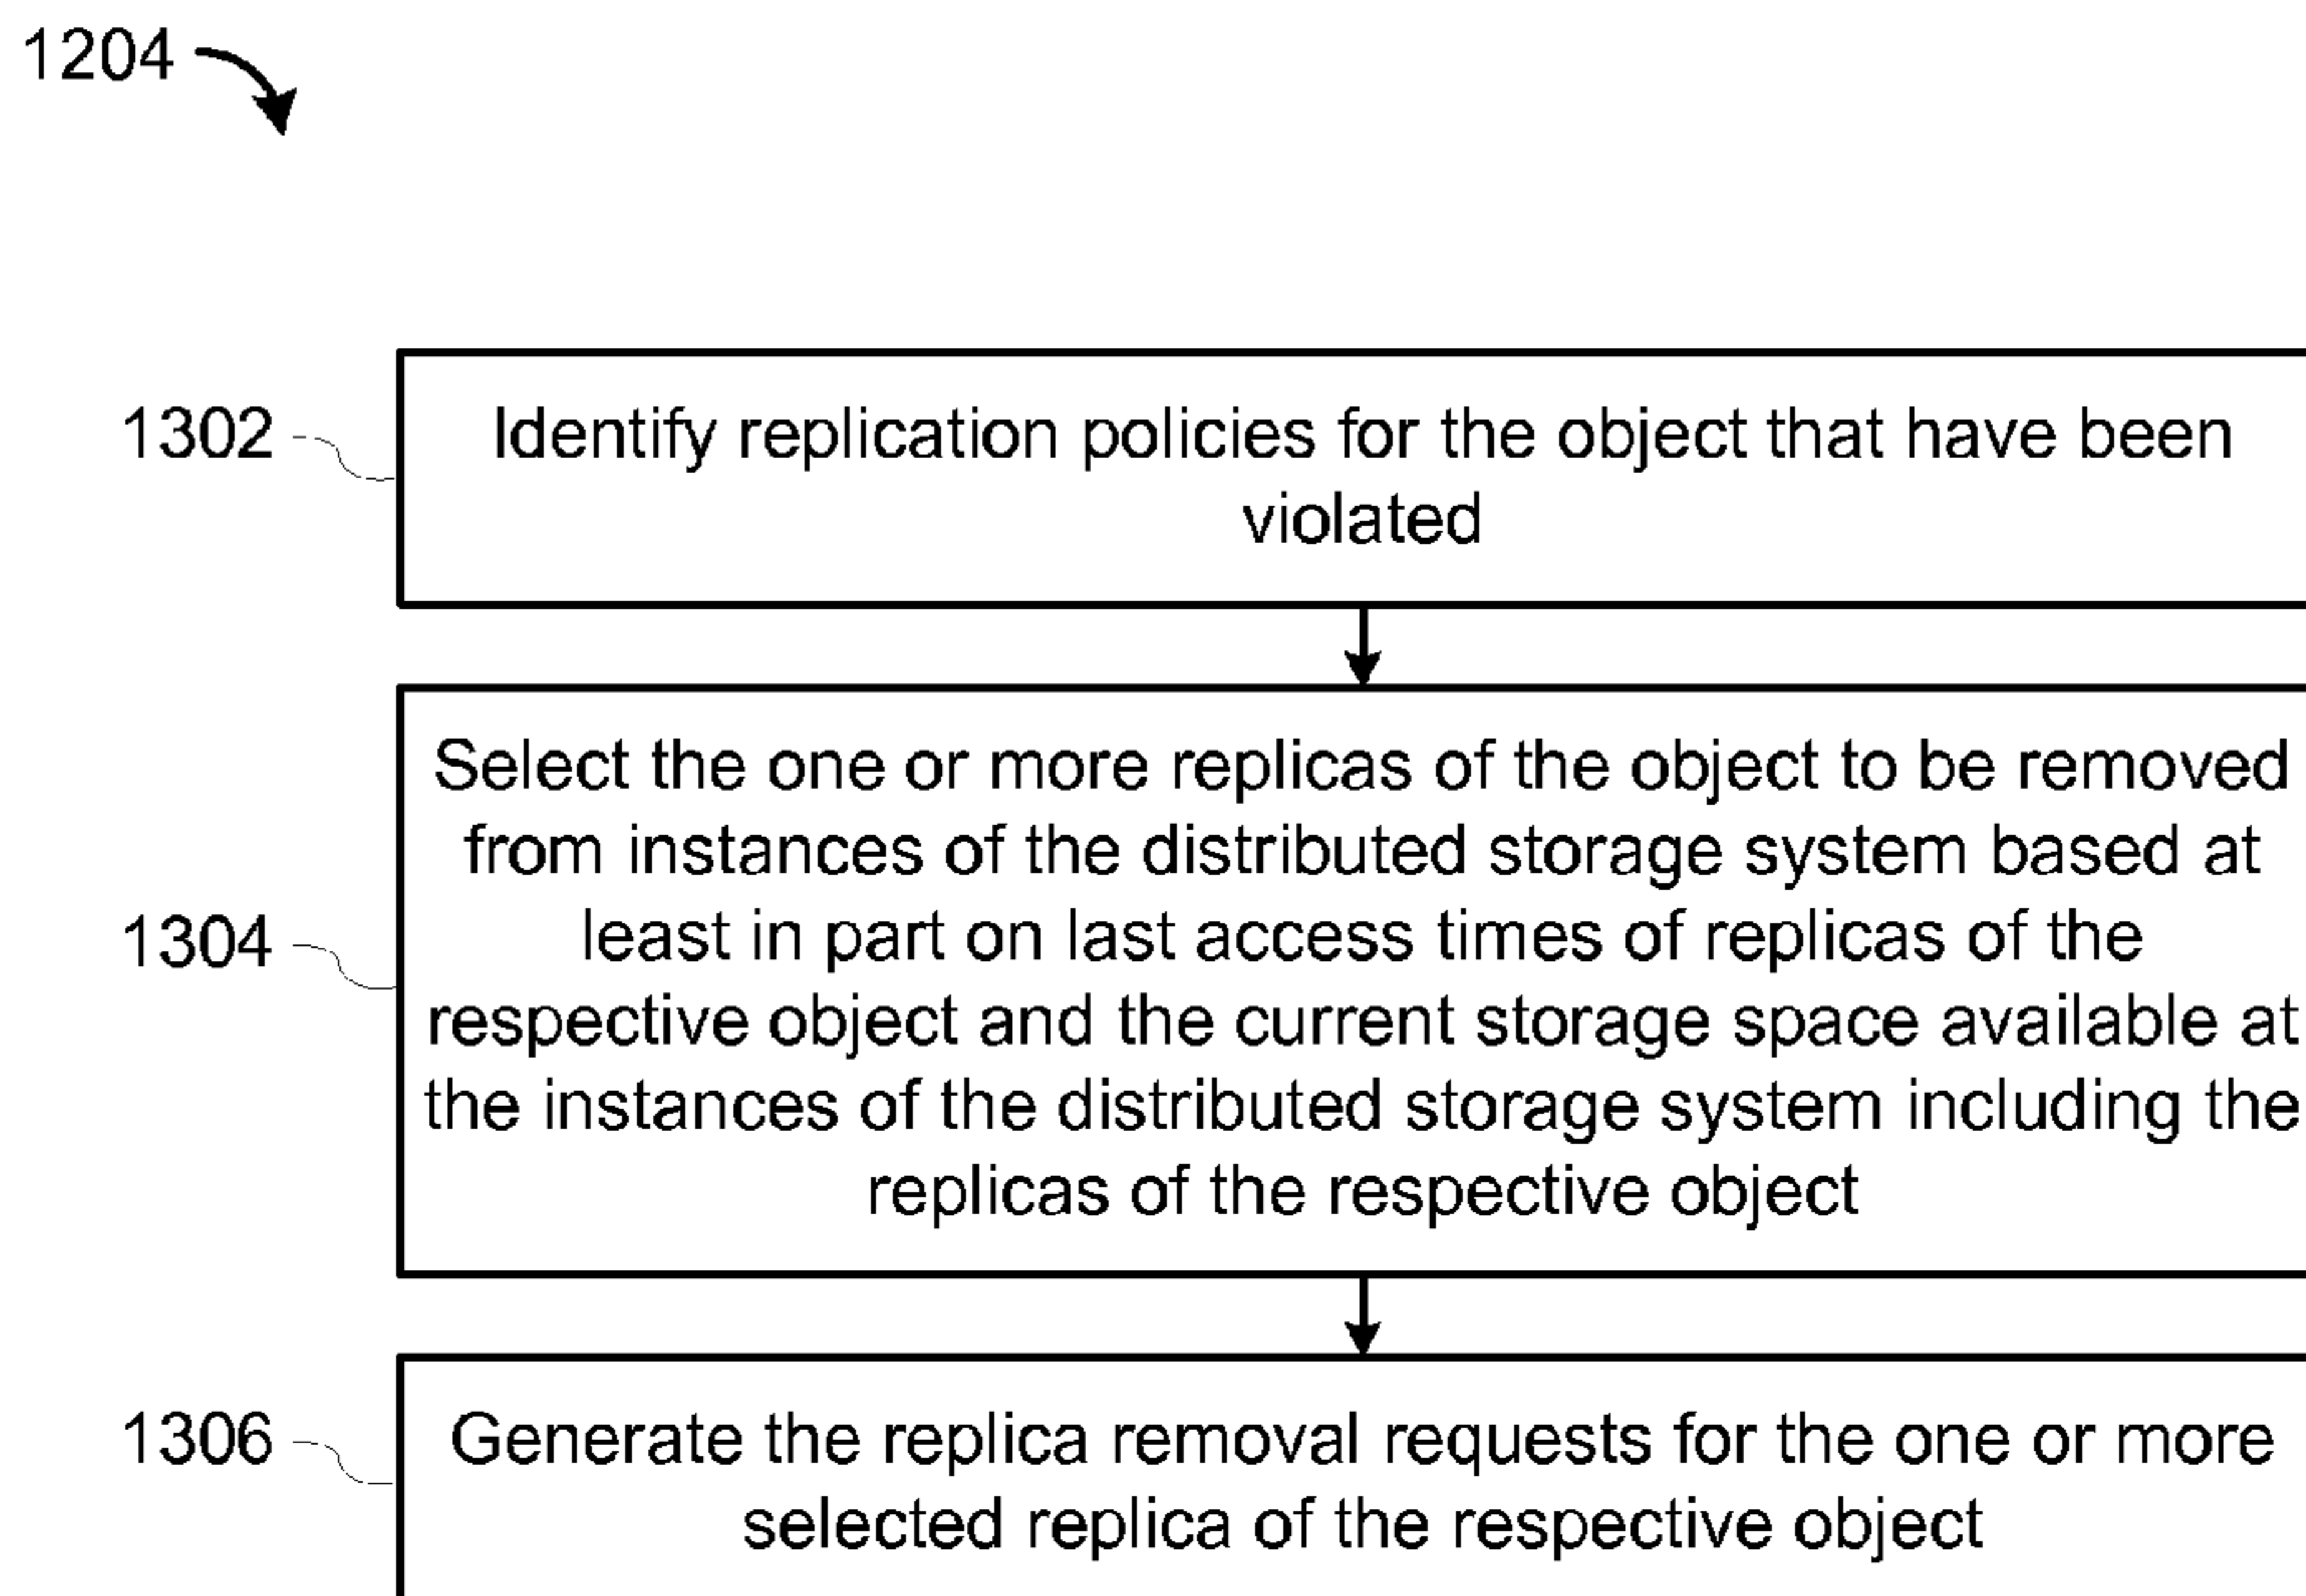 1204
1302
Identify replication policies for the object that have been
violated
1304
Select the one or more replicas of the object to be removed
from instances of the distributed storage system based at
least in part on last access times of replicas of the
respective object and the current storage space available at
the instances of the distributed storage system including the
replicas of the respective object
1306
Generate the replica removal requests for the one or more
selected replica of the respective object